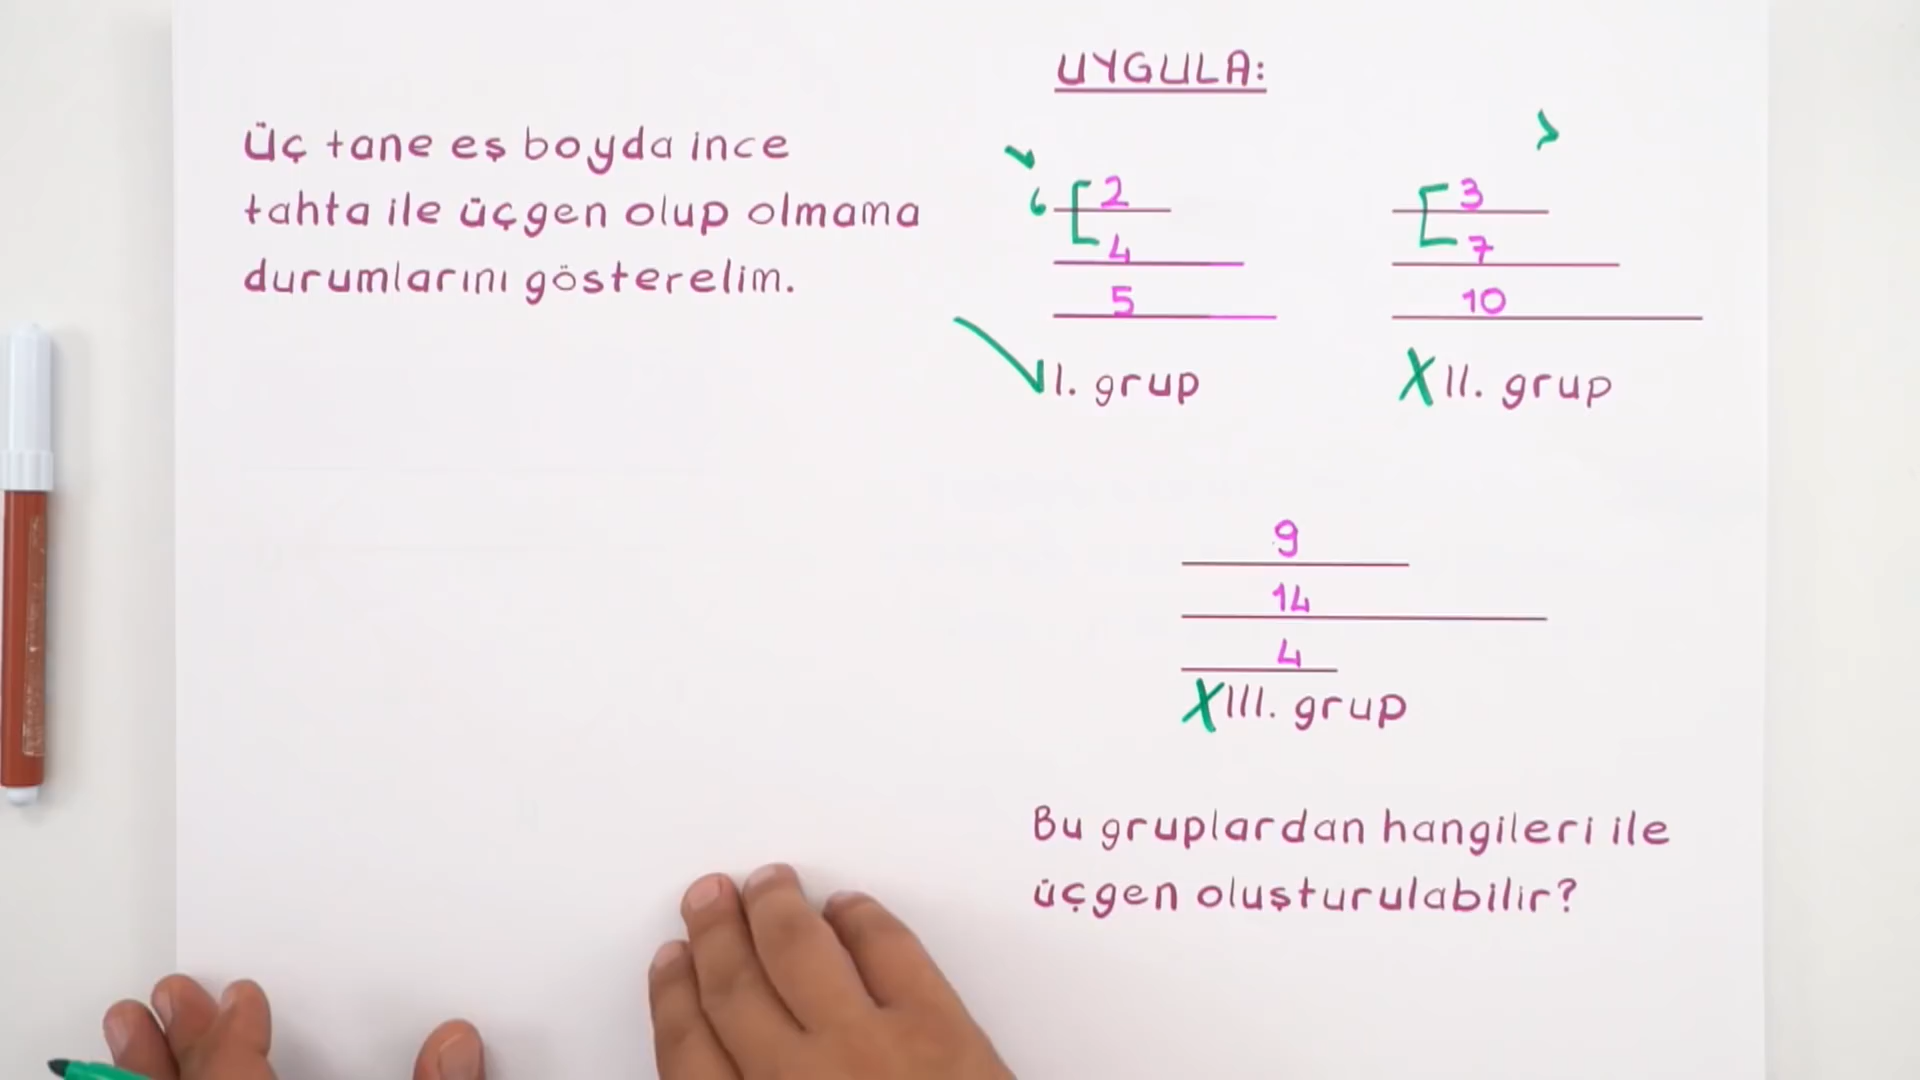 Üç tane eş boyda ince
tahta ile üçgen olup olmama
durumlarını gösterelim.
UYGULA:
6 [ 2
4
5
I. grup
[ 3
7
10
X II. grup
9
14
4
X III. grup
Bu gruplardan hangileri ile
üçgen oluşturulabilir?